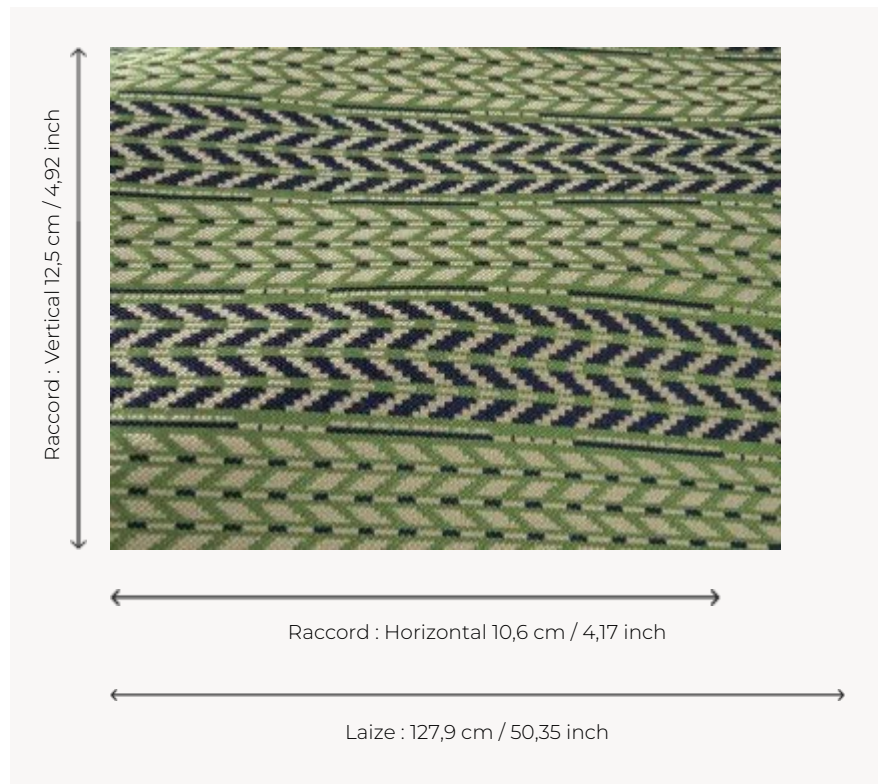 Raccord : Vertical 12,5 cm / 4,92 inch
Raccord : Horizontal 10,6 cm / 4,17 inch
Laize : 127,9 cm / 50,35 inch